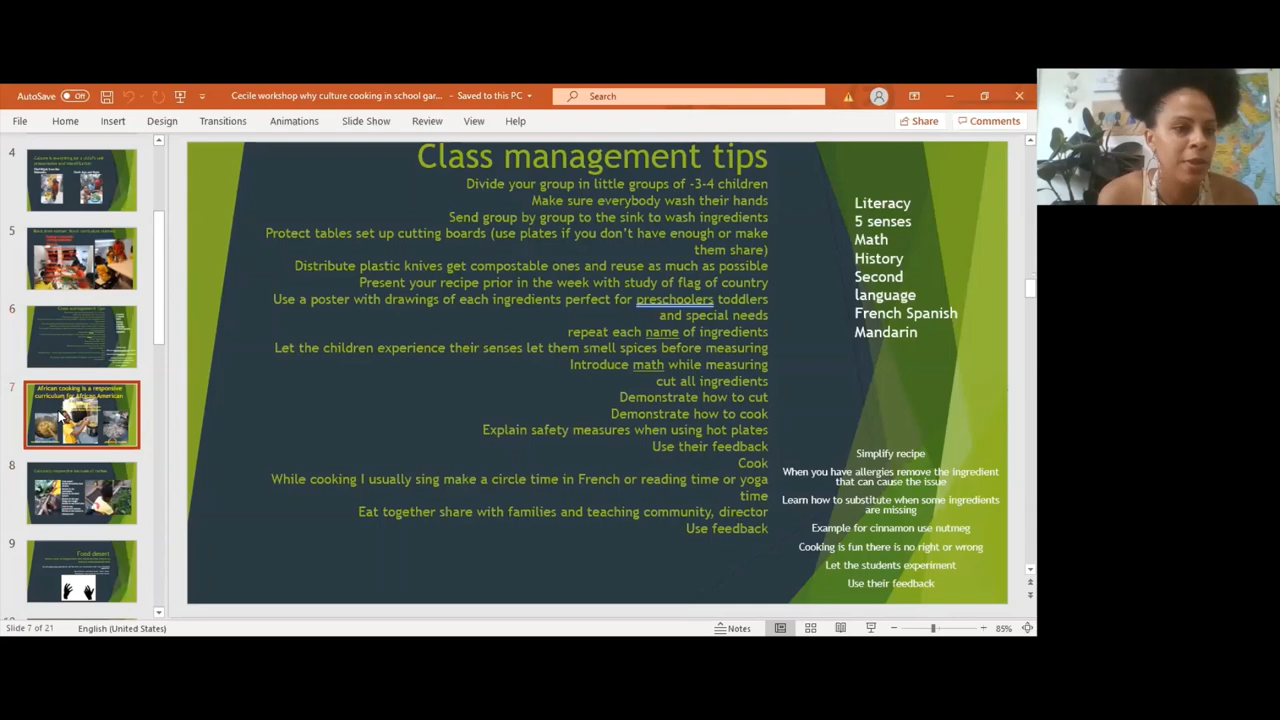 AutoSave Off
Cecile workshop why culture cooking in school gar... - Saved to this PC
Search
File Home Insert Design Transitions Animations Slide Show Review View Help
Share Comments
4
5
6
Class management tips
7
African cooking is a responsive
curriculum for African American
8
9
Food desert
Class management tips
Divide your group in little groups of -3-4 children
Make sure everybody wash their hands
Send group by group to the sink to wash ingredients
Protect tables set up cutting boards (use plates if you don't have enough or make
them share)
Distribute plastic knives get compostable ones and reuse as much as possible
Present your recipe prior in the week with study of flag of country
Use a poster with drawings of each ingredients perfect for preschoolers toddlers
and special needs
repeat each name of ingredients
Let the children experience their senses let them smell spices before measuring
Introduce math while measuring
cut all ingredients
Demonstrate how to cut
Demonstrate how to cook
Explain safety measures when using hot plates
Use their feedback
Cook
While cooking I usually sing make a circle time in French or reading time or yoga
time
Eat together share with families and teaching community, director
Use feedback
Literacy
5 senses
Math
History
Second
language
French Spanish
Mandarin
Simplify recipe
When you have allergies remove the ingredient
that can cause the issue
Learn how to substitute when some ingredients
are missing
Example for cinnamon use nutmeg
Cooking is fun there is no right or wrong
Let the students experiment
Use their feedback
Slide 7 of 21 English (United States)
Notes
85%